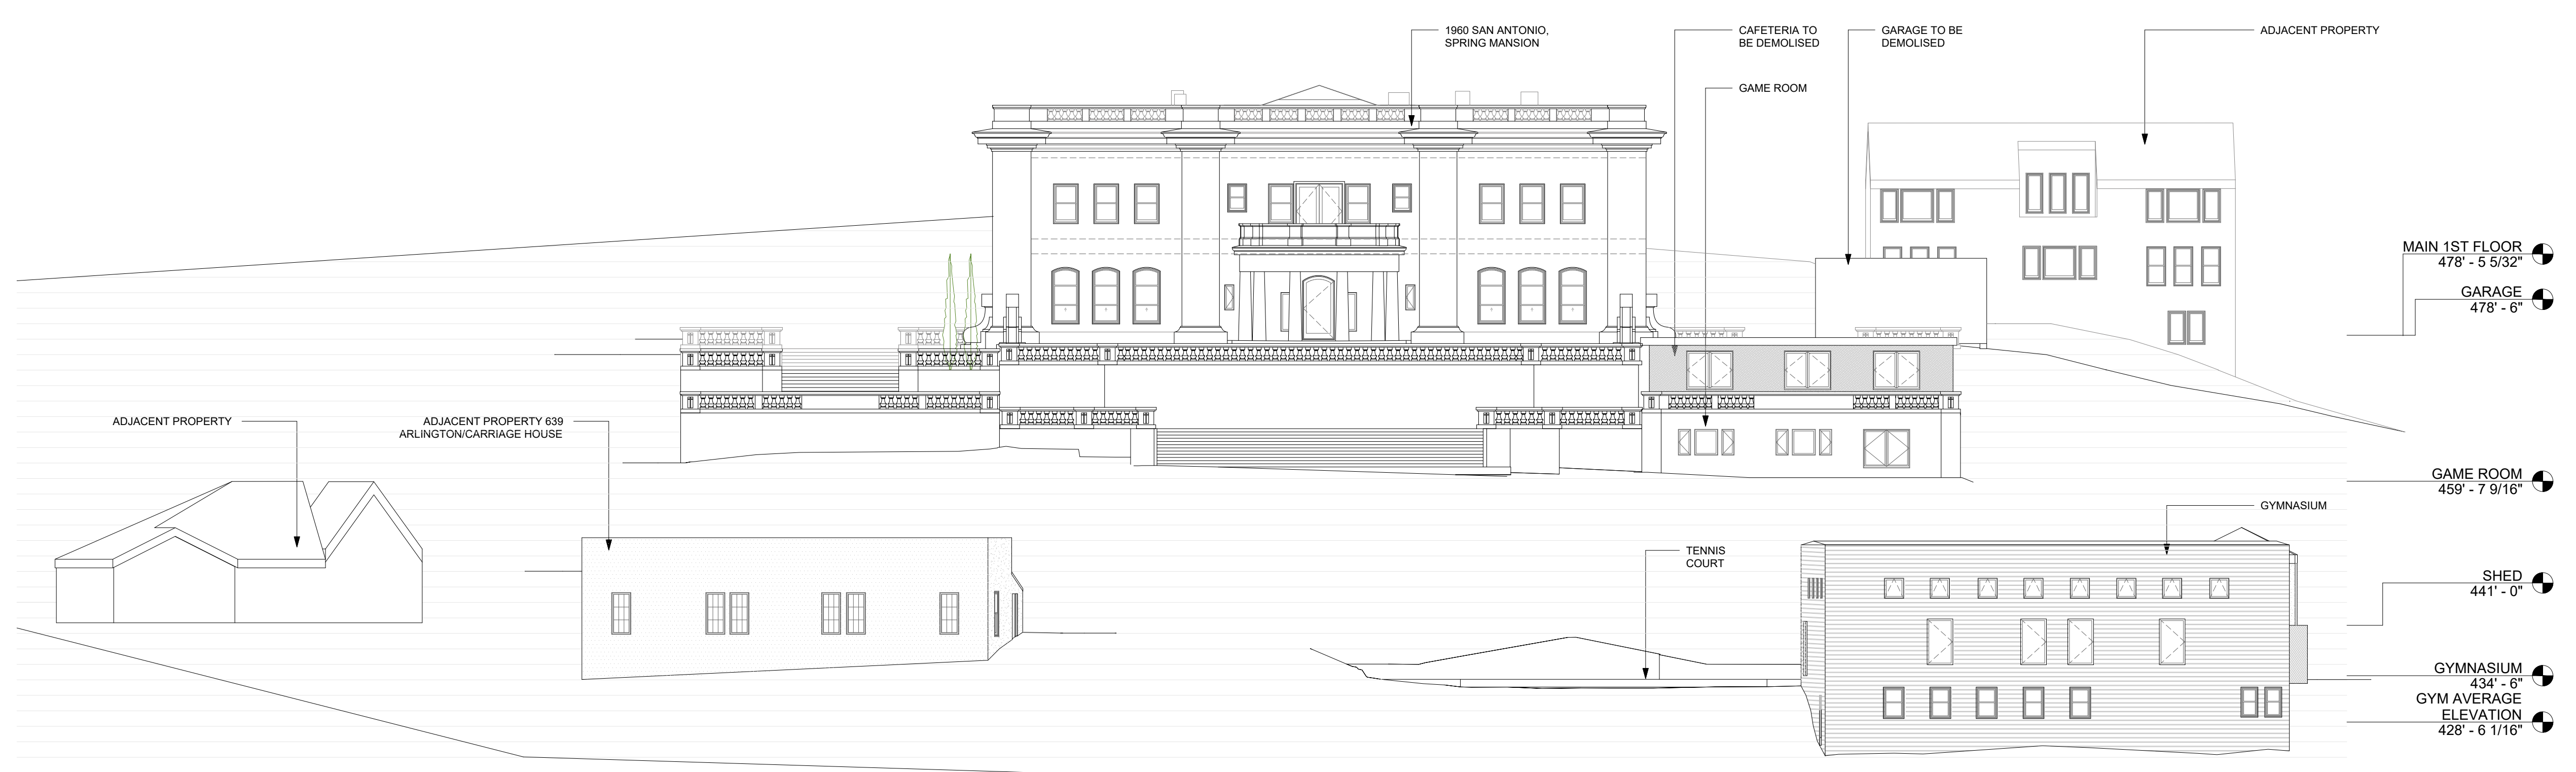 1960 SAN ANTONIO,
SPRING MANSION
CAFETERIA TO
BE DEMOLISED
GARAGE TO BE
DEMOLISED
ADJACENT PROPERTY
GAME ROOM
MAIN 1ST FLOOR
478' - 5 5/32"
GARAGE
478' - 6"
ADJACENT PROPERTY
ADJACENT PROPERTY 639
ARLINGTON/CARRIAGE HOUSE
GAME ROOM
459' - 7 9/16"
GYMNASIUM
TENNIS
COURT
SHED
441' - 0"
GYMNASIUM
434' - 6"
GYM AVERAGE
ELEVATION
428' - 6 1/16"